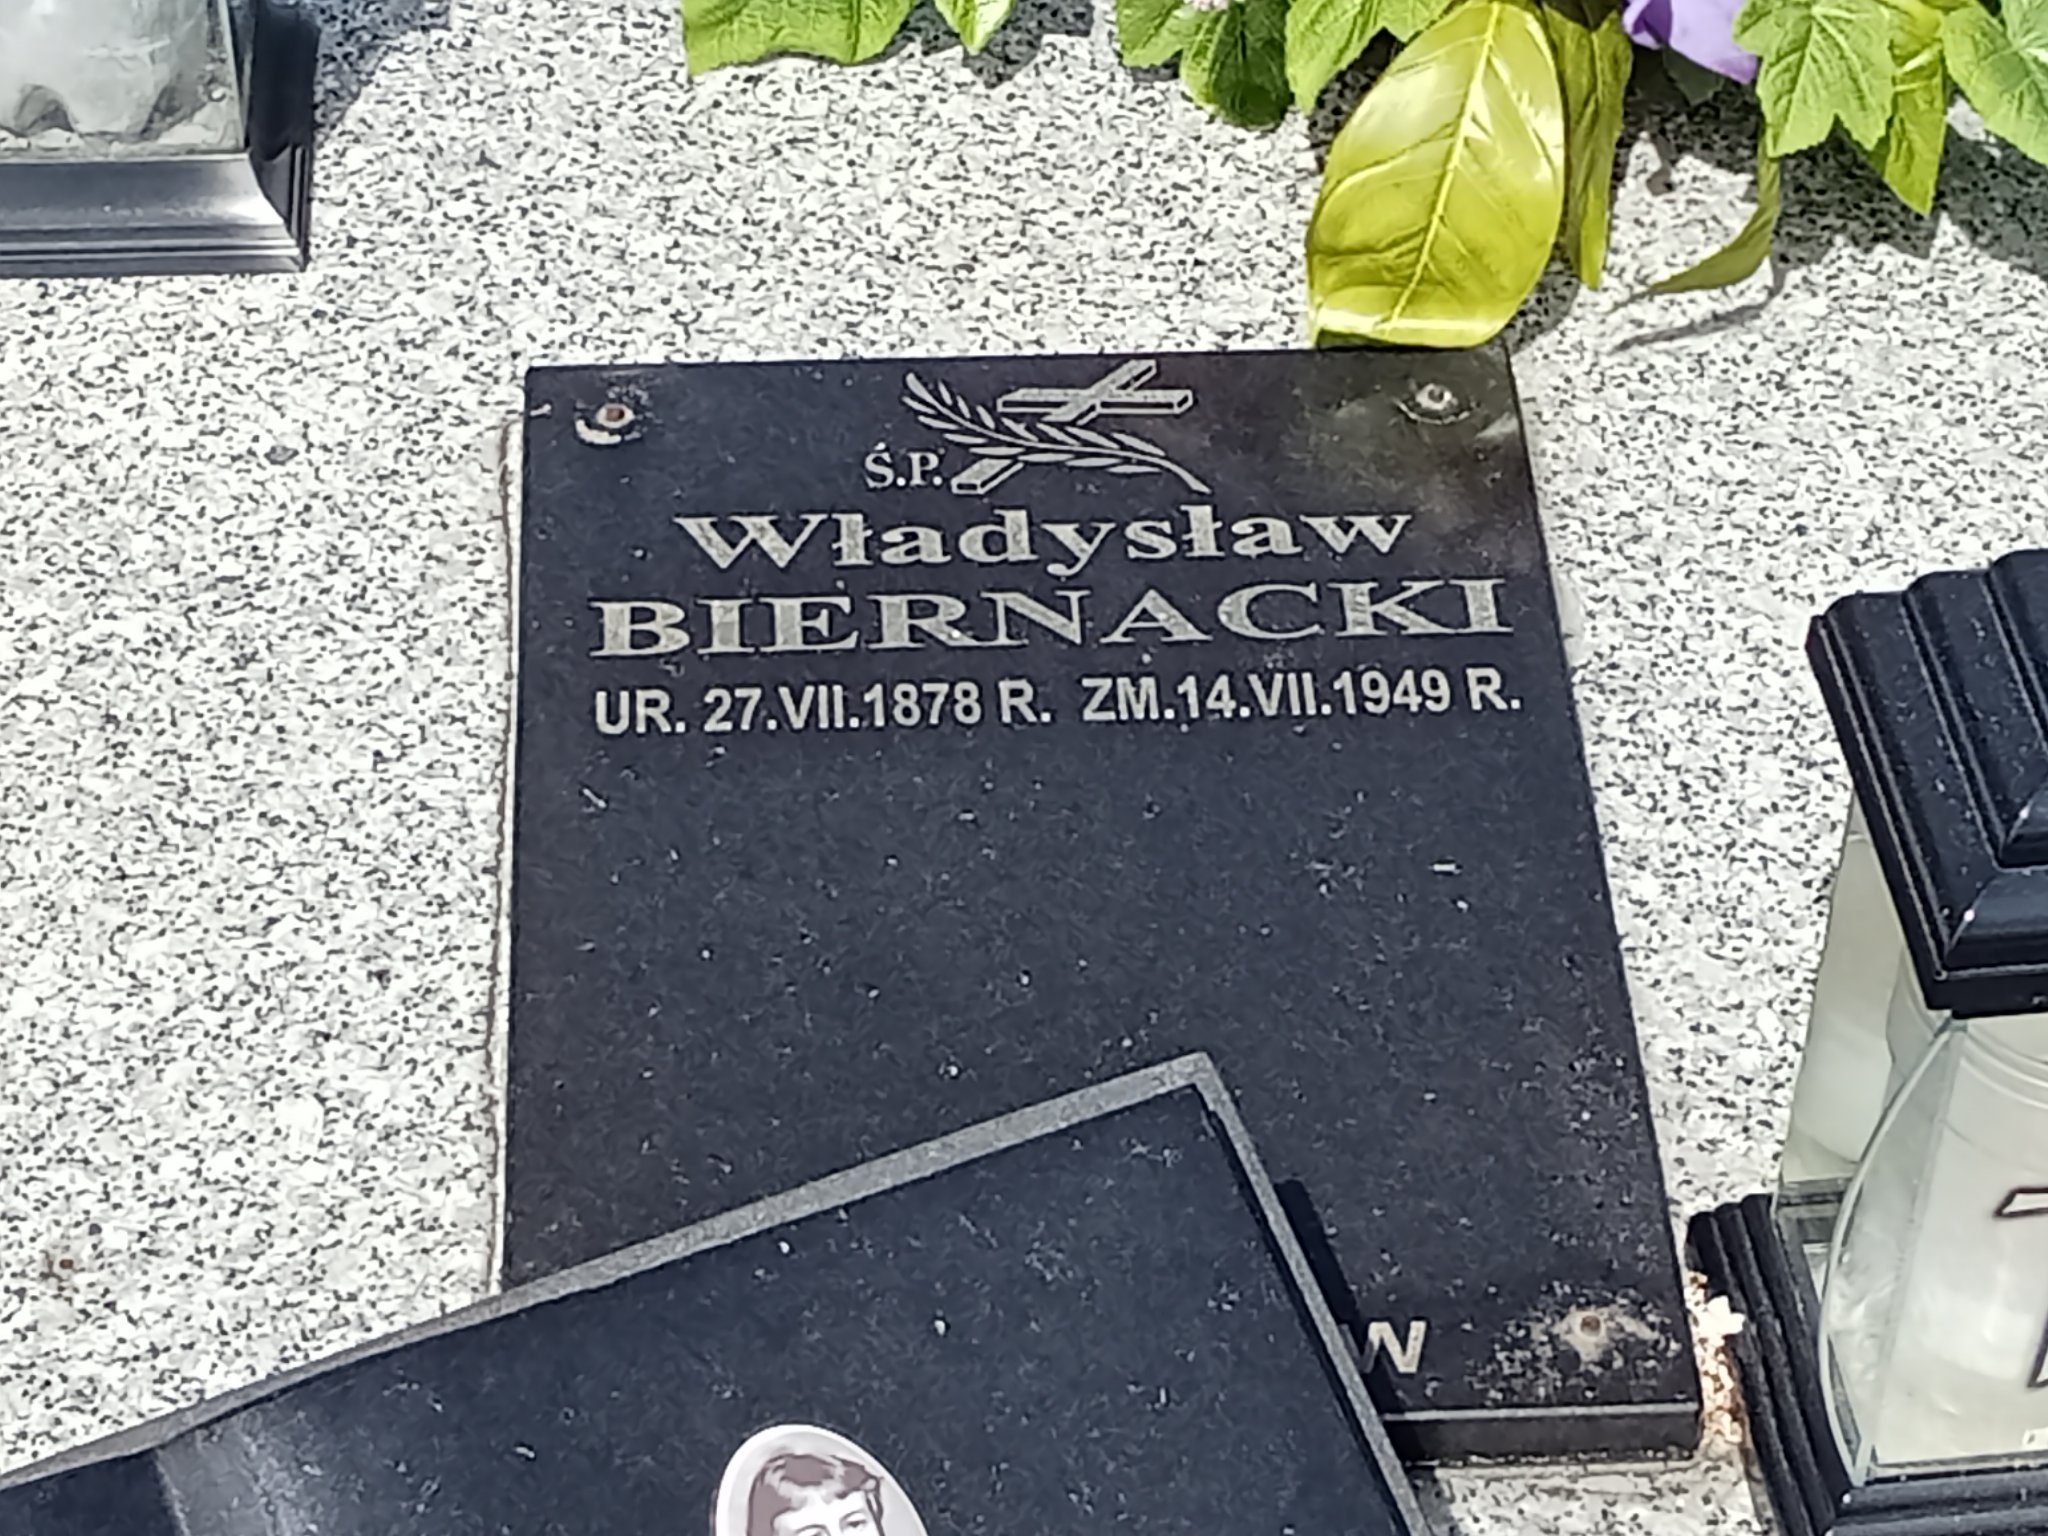 Ś.P.
Władysław
BIERNACKI
UR. 27.VII.1878 R. ZM.14.VII.1949 R.